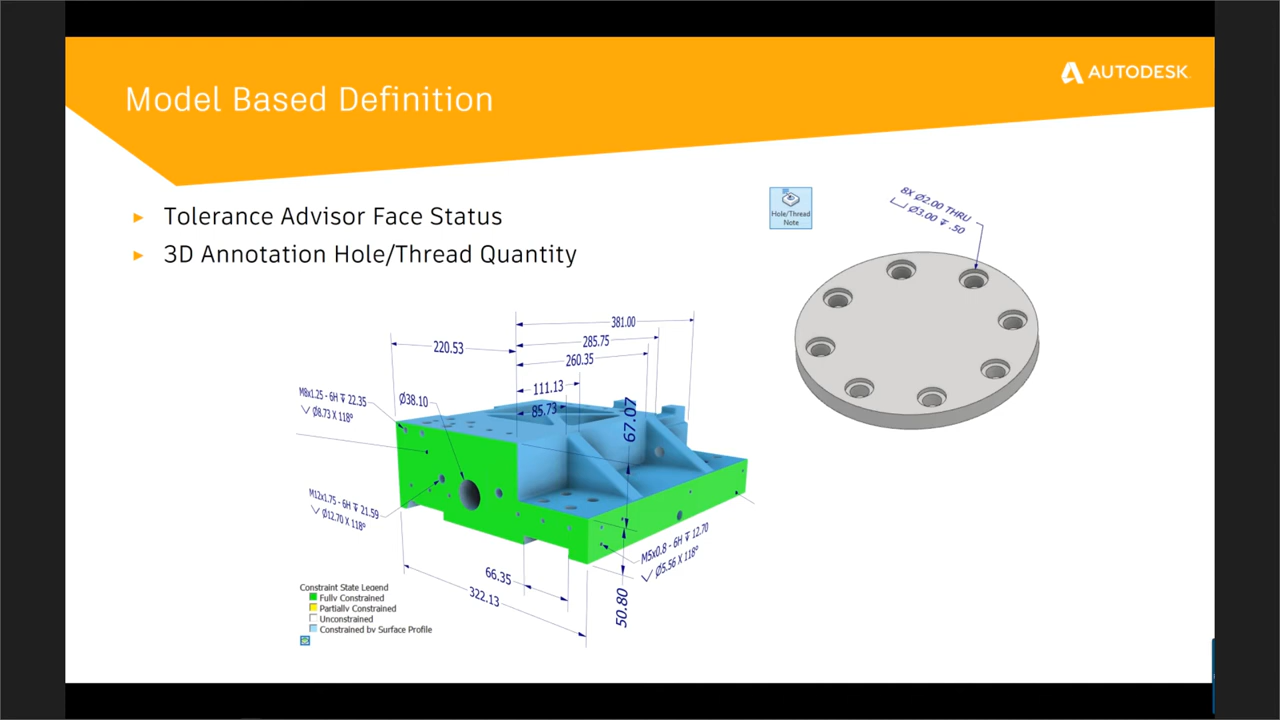 AUTODESK
Model Based Definition
Tolerance Advisor Face Status
3D Annotation Hole/Thread Quantity
Hole/Thread
Note
8X Ø2.00 THRU
⌴ Ø3.00 ↧ .50
381.00
285.75
220.53
260.35
111.13
85.73
67.07
M8x1.25 - 6H ↧ 22.35
⌵ Ø8.73 X 118°
Ø38.10
M12x1.75 - 6H ↧ 21.59
⌵ Ø12.70 X 118°
M5x0.8 - 6H ↧ 12.70
⌵ Ø5.56 X 118°
66.35
322.13
50.80
Constraint State Legend
Fully Constrained
Partially Constrained
Unconstrained
Constrained by Surface Profile